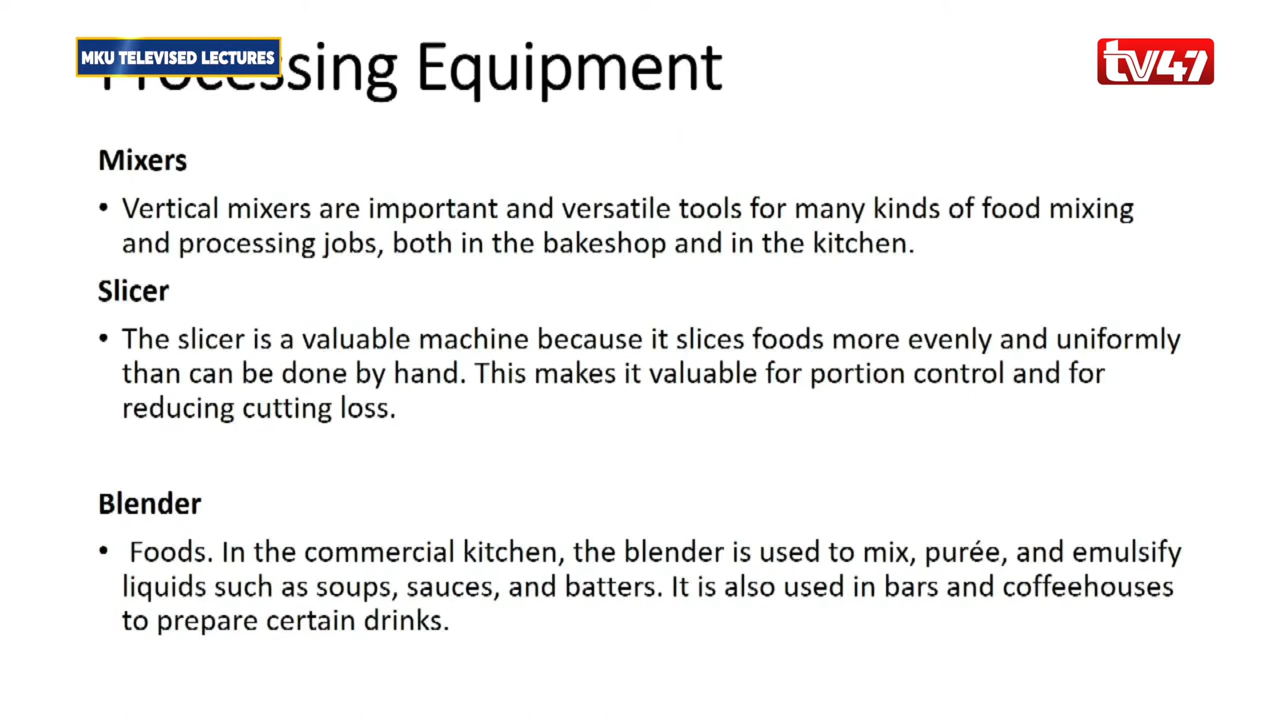 MKU TELEVISED LECTURES
Processing Equipment
tv47
Mixers
• Vertical mixers are important and versatile tools for many kinds of food mixing
and processing jobs, both in the bakeshop and in the kitchen.
Slicer
• The slicer is a valuable machine because it slices foods more evenly and uniformly
than can be done by hand. This makes it valuable for portion control and for
reducing cutting loss.
Blender
• Foods. In the commercial kitchen, the blender is used to mix, purée, and emulsify
liquids such as soups, sauces, and batters. It is also used in bars and coffeehouses
to prepare certain drinks.